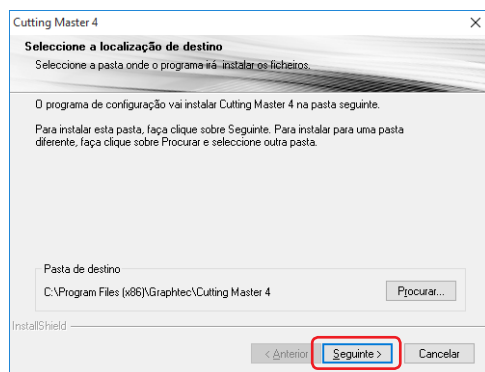 Cutting Master 4
Seleccione a localização de destino
Seleccione a pasta onde o programa irá instalar os ficheiros.
O programa de configuração vai instalar Cutting Master 4 na pasta seguinte.
Para instalar esta pasta, faça clique sobre Seguinte. Para instalar para uma pasta
diferente, faça clique sobre Procurar e seleccione outra pasta.
Pasta de destino
C:\Program Files (x86)\Graphtec\Cutting Master 4
Procurar...
InstallShield
< Anterior
Seguinte >
Cancelar